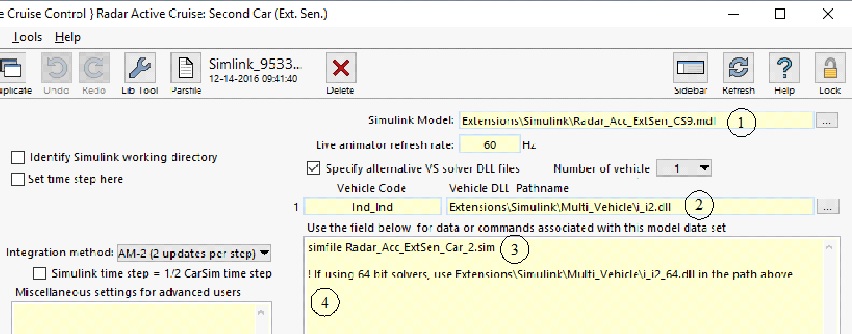 e Cruise Control } Radar Active Cruise: Second Car (Ext. Sen.)
Tools Help
Simlink_9533...
12-14-2016 09:41:40
uplicate Undo Redo Lib Tool Parsfile Delete Sidebar Refresh Help Lock
Simulink Model: Extensions\Simulink\Radar_Acc_ExtSen_CS9.mdl 1 ...
Live animator refresh rate: 60 Hz
Identify Simulink working directory
Specify alternative VS solver DLL files Number of vehicle 1
Set time step here
Vehicle Code Vehicle DLL Pathname
1 Ind_Ind Extensions\Simulink\Multi_Vehicle\i_i2.dll 2 ...
Use the field below for data or commands associated with this model data set
Integration method: AM-2 (2 updates per step)
simfile Radar_Acc_ExtSen_Car_2.sim 3
Simulink time step = 1/2 CarSim time step
! If using 64 bit solvers, use Extensions\Simulink\Multi_Vehicle\i_i2_64.dll in the path above
Miscellaneous settings for advanced users
4